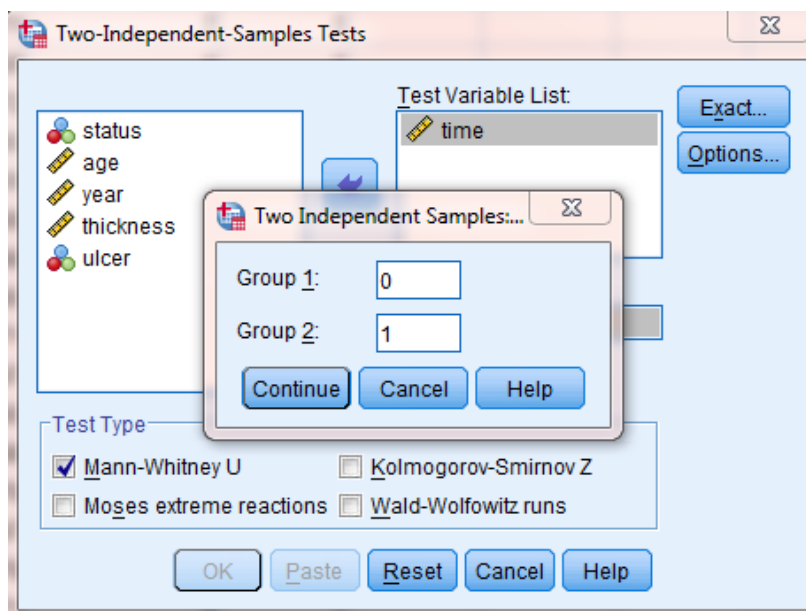 Two-Independent-Samples Tests
Test Variable List:
status
age
year
thickness
ulcer
time
Exact...
Options...
Two Independent Samples:...
Group 1:
0
Group 2:
1
Continue Cancel Help
Test Type
Mann-Whitney U Kolmogorov-Smirnov Z
Moses extreme reactions Wald-Wolfowitz runs
OK Paste Reset Cancel Help